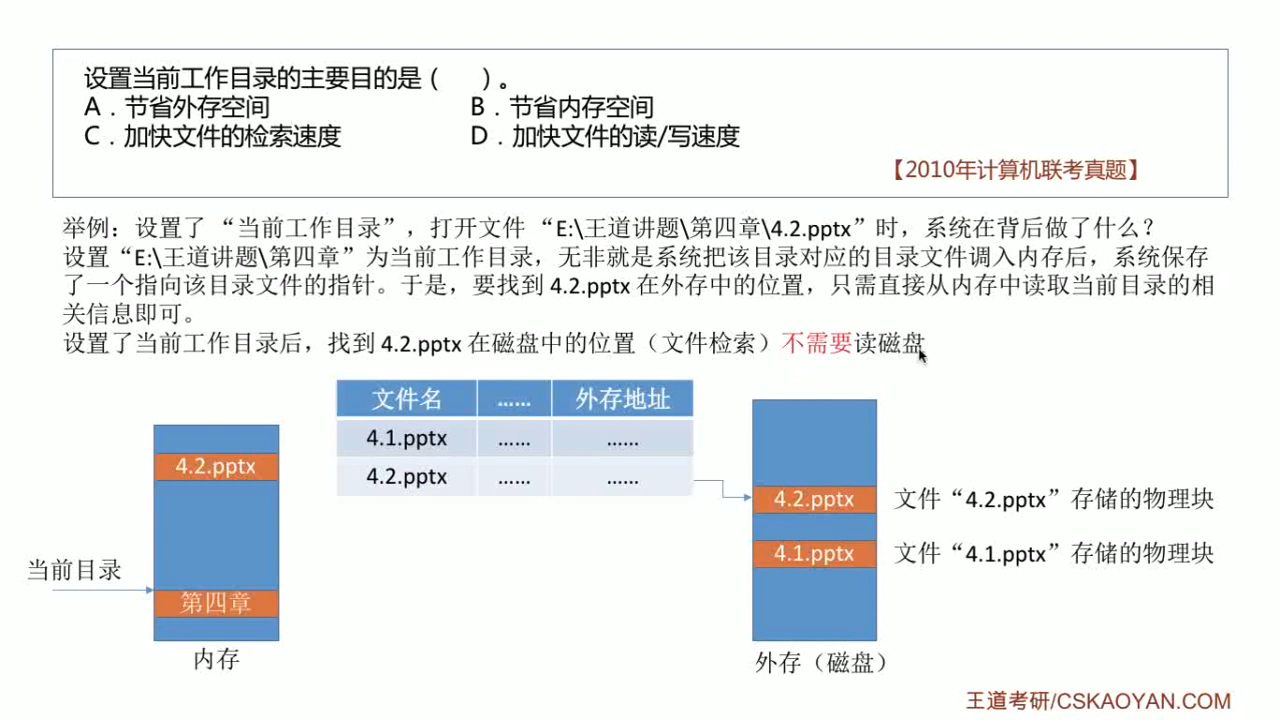 设置当前工作目录的主要目的是（　　）。
A．节省外存空间　　B．节省内存空间
C．加快文件的检索速度　　D．加快文件的读/写速度
【2010年计算机联考真题】
举例：设置了“当前工作目录”，打开文件“E:\王道讲题\第四章\4.2.pptx”时，系统在背后做了什么？
设置“E:\王道讲题\第四章”为当前工作目录，无非就是系统把该目录对应的目录文件调入内存后，系统保存
了一个指向该目录文件的指针。于是，要找到 4.2.pptx 在外存中的位置，只需直接从内存中读取当前目录的相
关信息即可。
设置了当前工作目录后，找到 4.2.pptx 在磁盘中的位置（文件检索）不需要读磁盘
文件名　……　外存地址
4.1.pptx　……　……
4.2.pptx　……　……
4.2.pptx
当前目录
第四章
内存
4.2.pptx　文件“4.2.pptx”存储的物理块
4.1.pptx　文件“4.1.pptx”存储的物理块
外存（磁盘）
王道考研/CSKAOYAN.COM